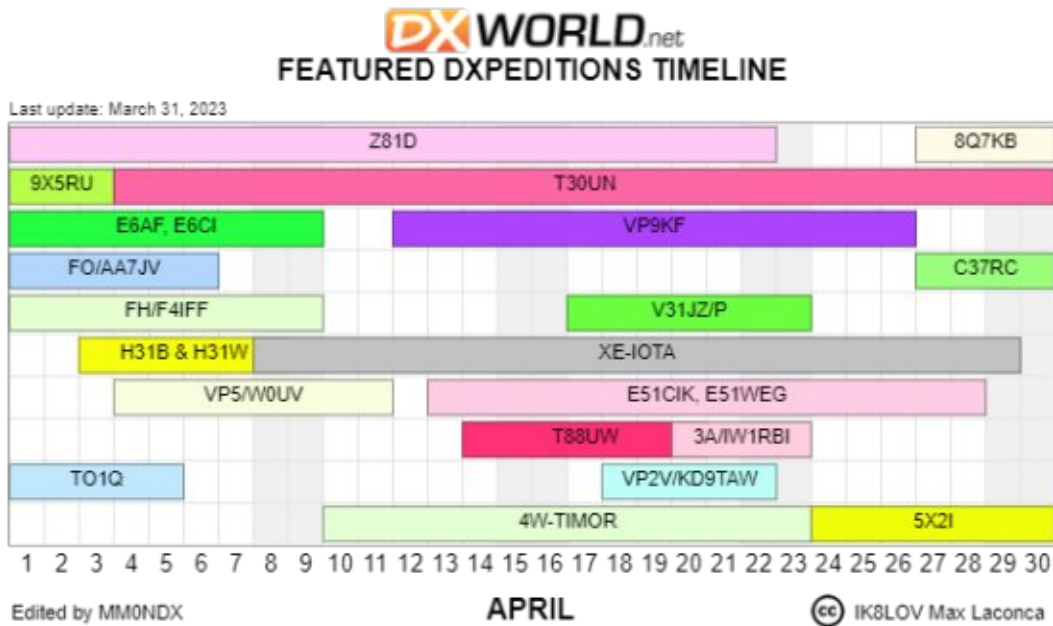 DX WORLD.net
FEATURED DXPEDITIONS TIMELINE
Last update: March 31, 2023
Z81D 8Q7KB
9X5RU T30UN
E6AF, E6CI VP9KF
FO/AA7JV C37RC
FH/F4IFF V31JZ/P
H31B & H31W XE-IOTA
VP5/W0UV E51CIK, E51WEG
T88UW 3A/IW1RBI
TO1Q VP2V/KD9TAW
4W-TIMOR 5X2I
1 2 3 4 5 6 7 8 9 10 11 12 13 14 15 16 17 18 19 20 21 22 23 24 25 26 27 28 29 30
Edited by MM0NDX APRIL cc IK8LOV Max Laconca